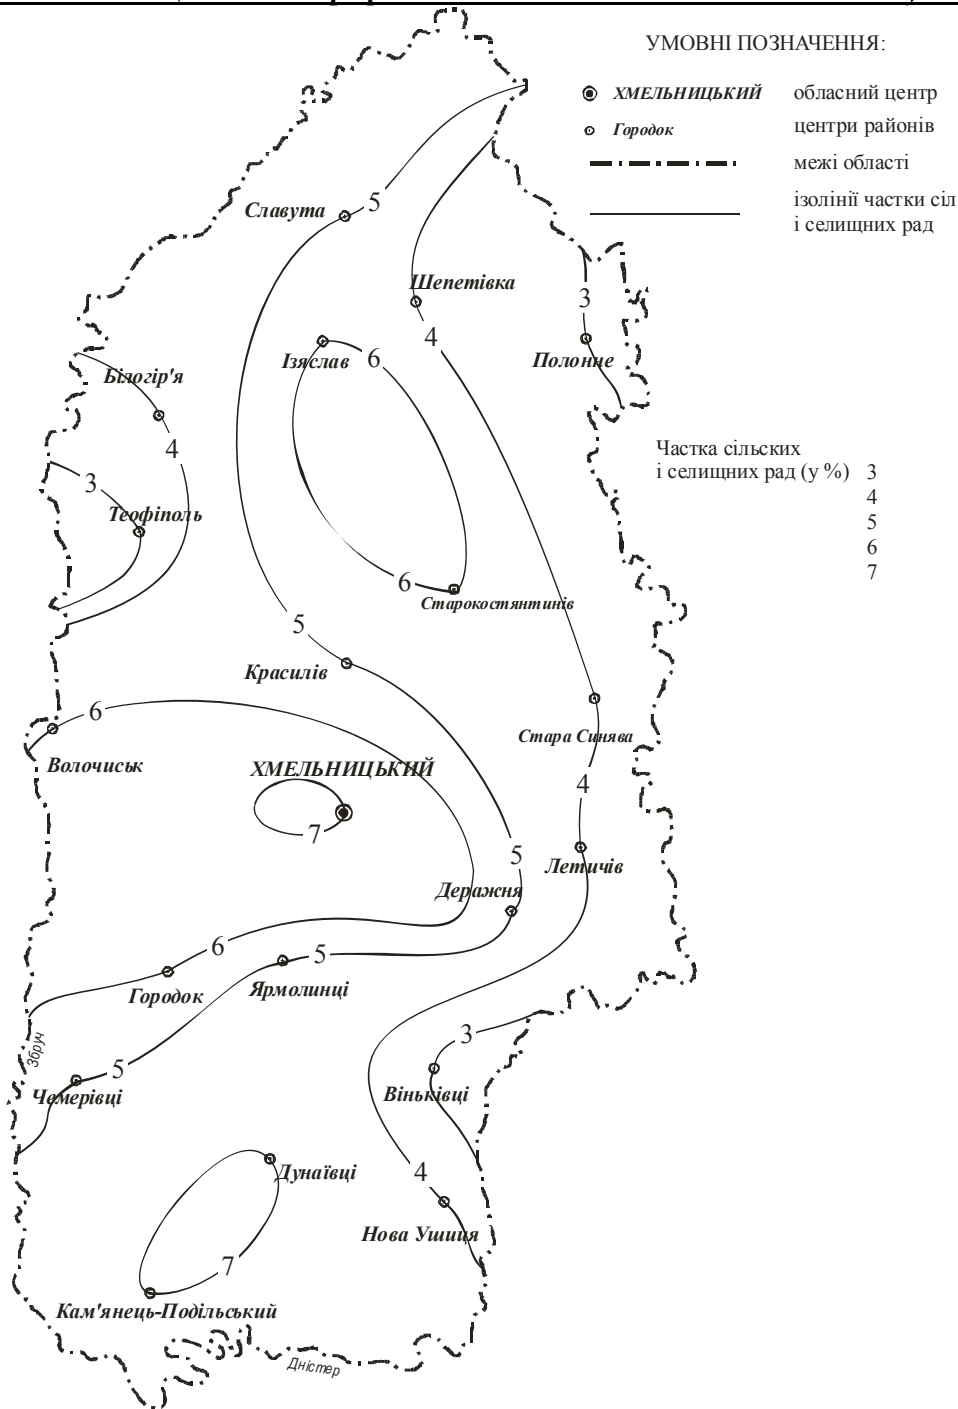 УМОВНІ ПОЗНАЧЕННЯ:
ХМЕЛЬНИЦЬКИЙ обласний центр
Городок центри районів
межі області
ізолінії частки сіл
і селищних рад
5
Славута
Шепетівка
3
4
Ізяслав
6
Полонне
Білогір'я
4
Частка сільских
і селищних рад (у %) 3
4
5
6
7
3
Теофіполь
6
Старокостянтинів
5
Красилів
6
Стара Синява
Волочиськ
ХМЕЛЬНИЦЬКИЙ
4
7
5
Летичів
Деражня
6
5
Городок
Ярмолинці
3
Збруч
5
Віньківці
Чемерівці
4
Дунаївці
Нова Ушиця
7
Кам'янець-Подільський
Дністер